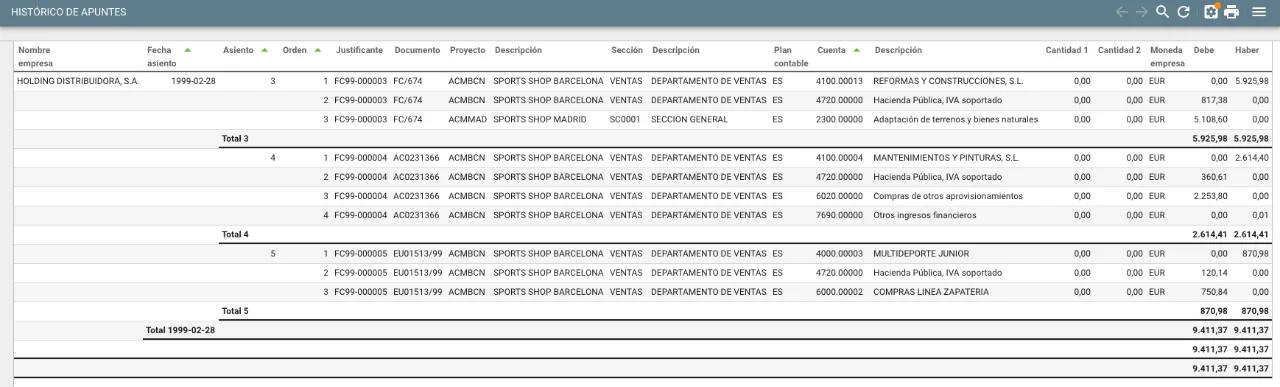 HISTÓRICO DE APUNTES
Nombre empresa Fecha asiento Asiento Orden Justificante Documento Proyecto Descripción Sección Descripción Plan contable Cuenta Descripción Cantidad 1 Cantidad 2 Moneda empresa Debe Haber
HOLDING DISTRIBUIDORA, S.A. 1999-02-28 3 1 FC99-000003 FC/674 ACMBCN SPORTS SHOP BARCELONA VENTAS DEPARTAMENTO DE VENTAS ES 4100.00013 REFORMAS Y CONSTRUCCIONES, S.L. 0,00 0,00 EUR 0,00 5.925,98
2 FC99-000003 FC/674 ACMBCN SPORTS SHOP BARCELONA VENTAS DEPARTAMENTO DE VENTAS ES 4720.00000 Hacienda Pública, IVA soportado 0,00 0,00 EUR 817,38 0,00
3 FC99-000003 FC/674 ACMMAD SPORTS SHOP MADRID SC0001 SECCION GENERAL ES 2300.00000 Adaptación de terrenos y bienes naturales 0,00 0,00 EUR 5.108,60 0,00
Total 3 5.925,98 5.925,98
4 1 FC99-000004 AC0231366 ACMBCN SPORTS SHOP BARCELONA VENTAS DEPARTAMENTO DE VENTAS ES 4100.00004 MANTENIMIENTOS Y PINTURAS, S.L. 0,00 0,00 EUR 0,00 2.614,40
2 FC99-000004 AC0231366 ACMBCN SPORTS SHOP BARCELONA VENTAS DEPARTAMENTO DE VENTAS ES 4720.00000 Hacienda Pública, IVA soportado 0,00 0,00 EUR 360,61 0,00
3 FC99-000004 AC0231366 ACMBCN SPORTS SHOP BARCELONA VENTAS DEPARTAMENTO DE VENTAS ES 6020.00000 Compras de otros aprovisionamientos 0,00 0,00 EUR 2.253,80 0,00
4 FC99-000004 AC0231366 ACMBCN SPORTS SHOP BARCELONA VENTAS DEPARTAMENTO DE VENTAS ES 7690.00000 Otros ingresos financieros 0,00 0,00 EUR 0,00 0,01
Total 4 2.614,41 2.614,41
5 1 FC99-000005 EU01513/99 ACMBCN SPORTS SHOP BARCELONA VENTAS DEPARTAMENTO DE VENTAS ES 4000.00003 MULTIDEPORTE JUNIOR 0,00 0,00 EUR 0,00 870,98
2 FC99-000005 EU01513/99 ACMBCN SPORTS SHOP BARCELONA VENTAS DEPARTAMENTO DE VENTAS ES 4720.00000 Hacienda Pública, IVA soportado 0,00 0,00 EUR 120,14 0,00
3 FC99-000005 EU01513/99 ACMBCN SPORTS SHOP BARCELONA VENTAS DEPARTAMENTO DE VENTAS ES 6000.00002 COMPRAS LINEA ZAPATERIA 0,00 0,00 EUR 750,84 0,00
Total 5 870,98 870,98
Total 1999-02-28 9.411,37 9.411,37
9.411,37 9.411,37
9.411,37 9.411,37